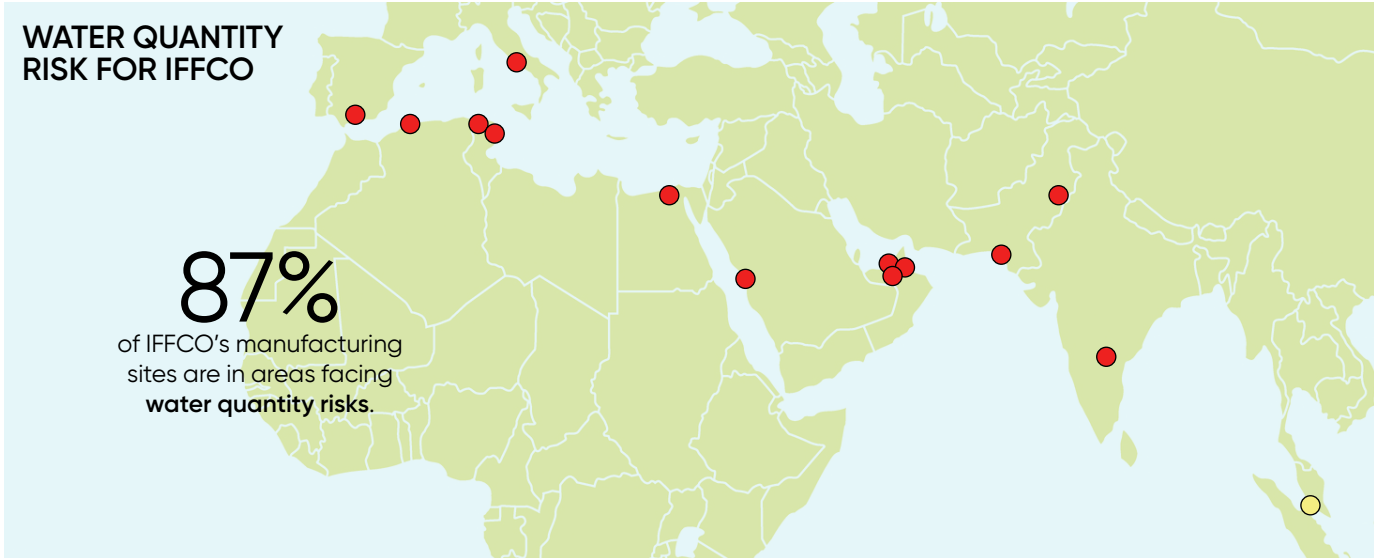 WATER QUANTITY
RISK FOR IFFCO
87%
of IFFCO's manufacturing
sites are in areas facing
water quantity risks.